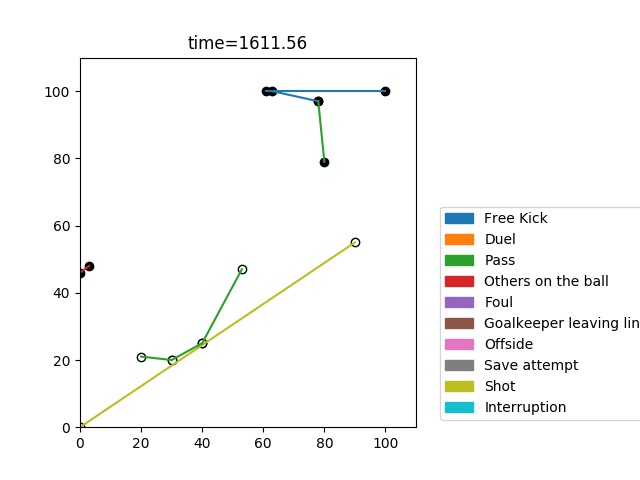 time=1611.56
100
80
60
40
20
0
0 20 40 60 80 100
Free Kick
Duel
Pass
Others on the ball
Foul
Goalkeeper leaving lin
Offside
Save attempt
Shot
Interruption